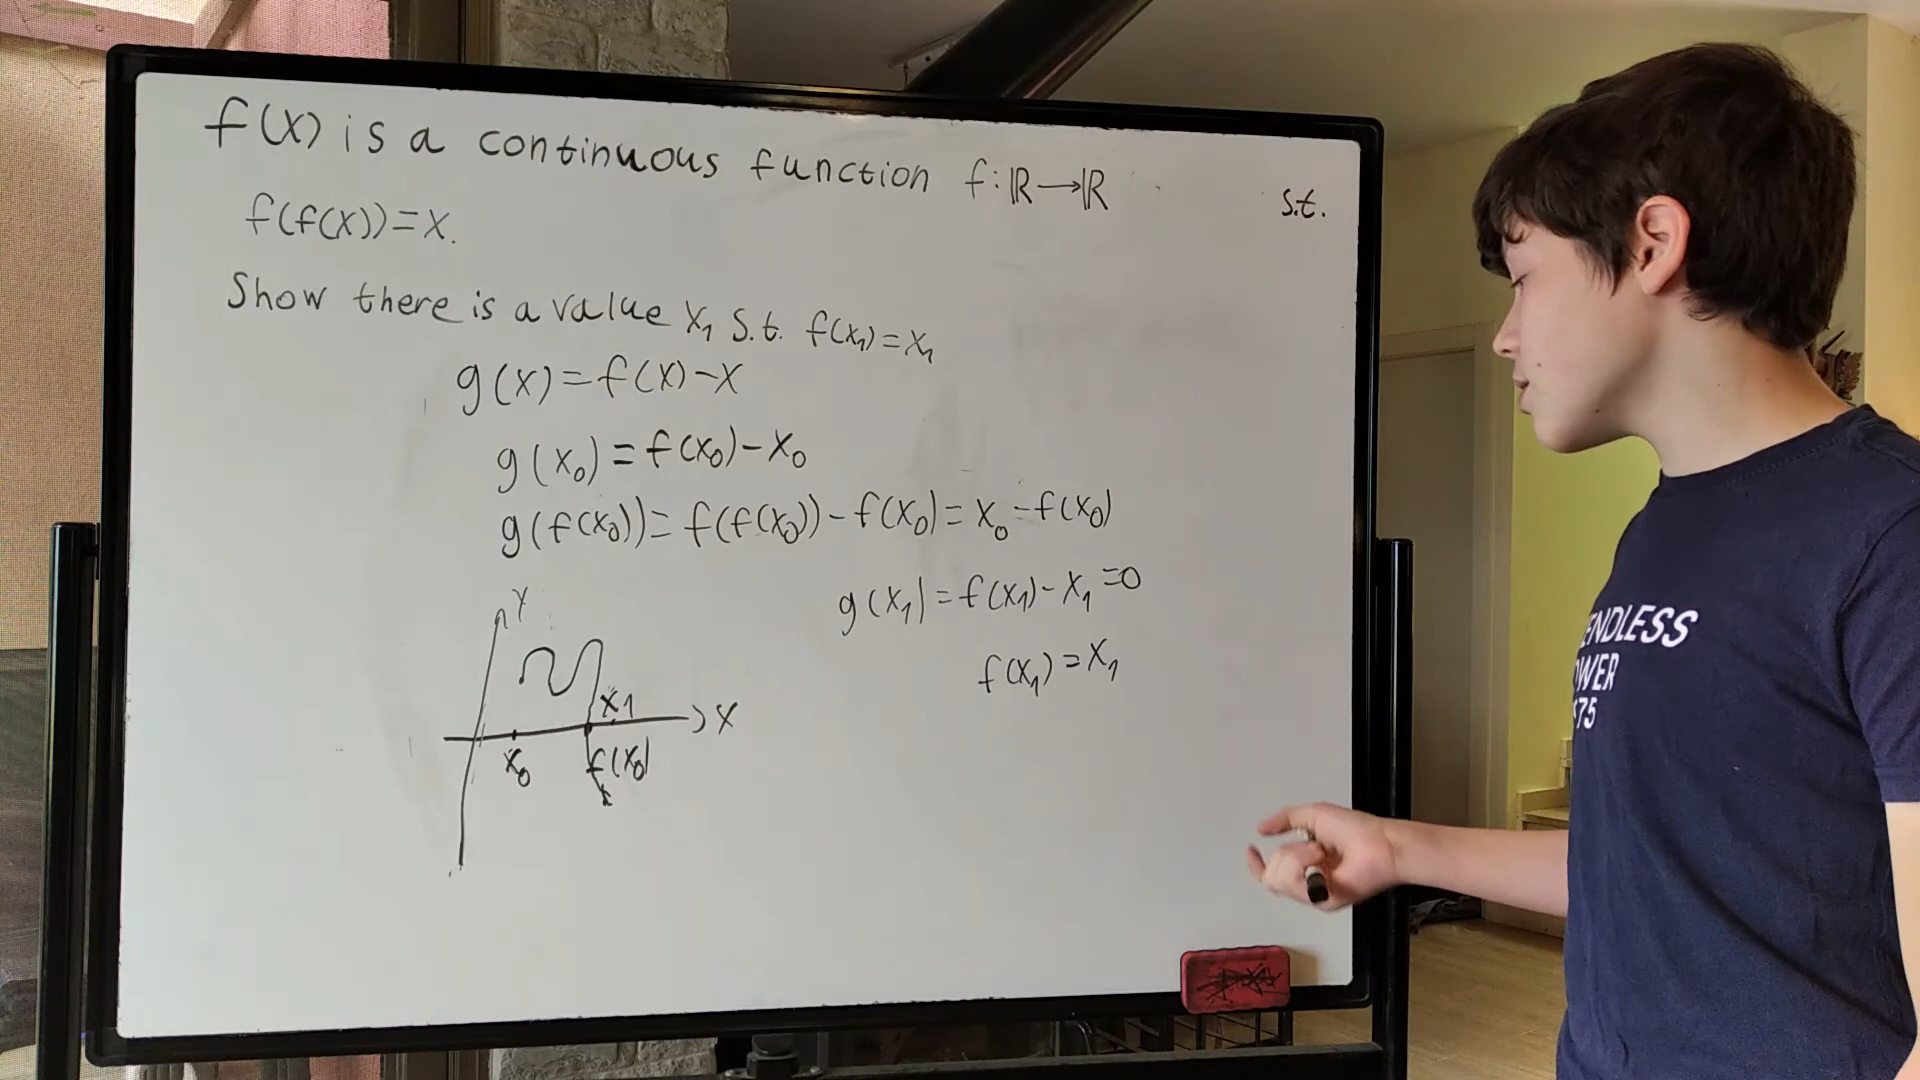 f(x) is a continuous function f:ℝ→ℝ s.t.
f(f(x))=x.
Show there is a value x₁ s.t. f(x₁)=x₁
g(x)=f(x)-x
g(x₀)=f(x₀)-x₀
g(f(x₀))=f(f(x₀))-f(x₀)=x₀-f(x₀)
g(x₁)=f(x₁)-x₁=0
f(x₁)=x₁
Y
x₁
X
x₀
f(x₀)
ENDLESS
75